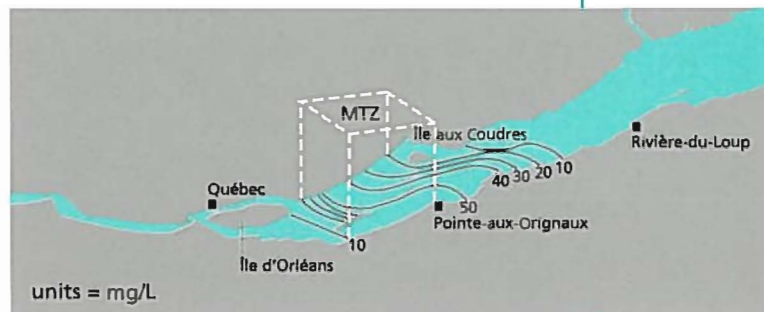 MTZ
Île aux Coudres
Rivière-du-Loup
40 30 20 10
Québec
50
Pointe-aux-Orignaux
10
Île d'Orléans
units = mg/L